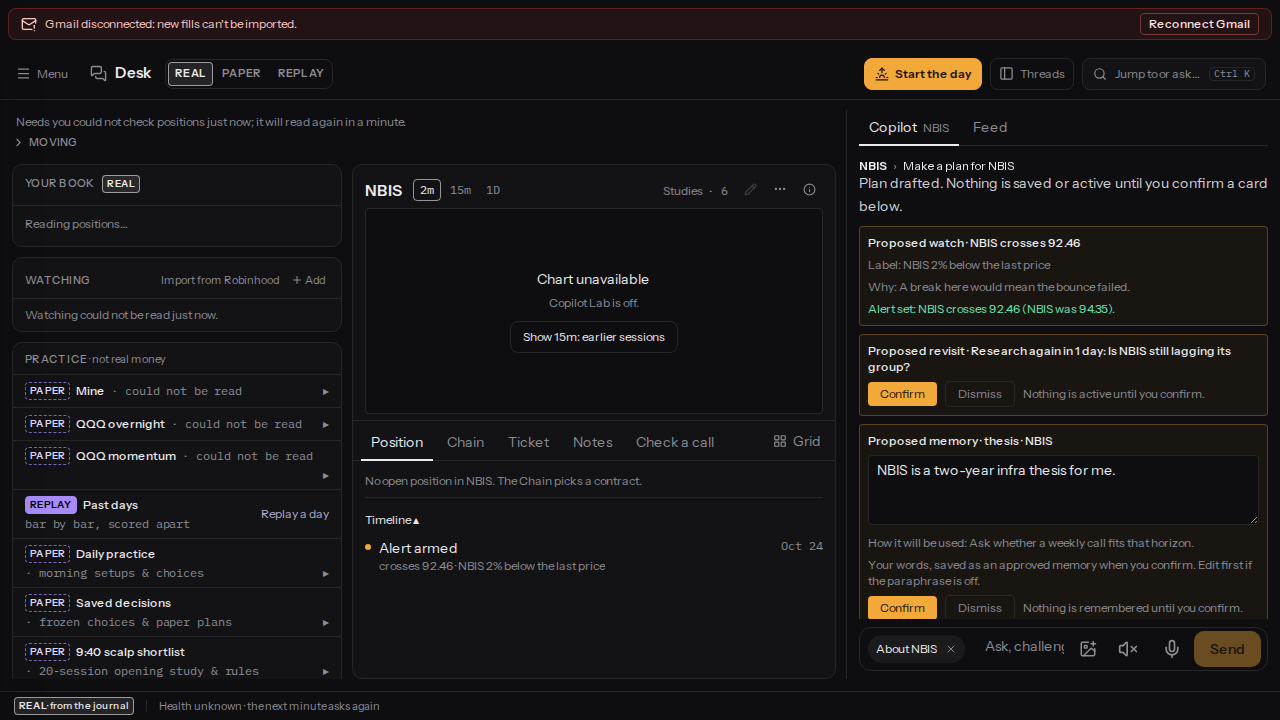 Gmail disconnected: new fills can't be imported.
Reconnect Gmail
Menu
Desk
REAL PAPER REPLAY
Start the day
Threads
Jump to or ask... Ctrl K
Needs you could not check positions just now; it will read again in a minute.
MOVING
YOUR BOOK REAL
Reading positions...
WATCHING Import from Robinhood + Add
Watching could not be read just now.
PRACTICE · not real money
PAPER Mine · could not be read ▸
PAPER QQQ overnight · could not be read ▸
PAPER QQQ momentum · could not be read
▸
REPLAY Past days
bar by bar, scored apart
Replay a day
PAPER Daily practice
· morning setups & choices ▸
PAPER Saved decisions
· frozen choices & paper plans ▸
PAPER 9:40 scalp shortlist
· 20-session opening study & rules ▸
NBIS 2m 15m 1D Studies · 6 ···
Chart unavailable
Copilot Lab is off.
Show 15m: earlier sessions
Position Chain Ticket Notes Check a call Grid
No open position in NBIS. The Chain picks a contract.
Timeline ▴
Alert armed Oct 24
crosses 92.46 · NBIS 2% below the last price
Copilot NBIS Feed
NBIS › Make a plan for NBIS
Plan drafted. Nothing is saved or active until you confirm a card
below.
Proposed watch · NBIS crosses 92.46
Label: NBIS 2% below the last price
Why: A break here would mean the bounce failed.
Alert set: NBIS crosses 92.46 (NBIS was 94.35).
Proposed revisit · Research again in 1 day: Is NBIS still lagging its
group?
Confirm Dismiss Nothing is active until you confirm.
Proposed memory · thesis · NBIS
NBIS is a two-year infra thesis for me.
How it will be used: Ask whether a weekly call fits that horizon.
Your words, saved as an approved memory when you confirm. Edit first if
the paraphrase is off.
Confirm Dismiss Nothing is remembered until you confirm.
About NBIS × Ask, challeng Send
REAL · from the journal
Health unknown · the next minute asks again